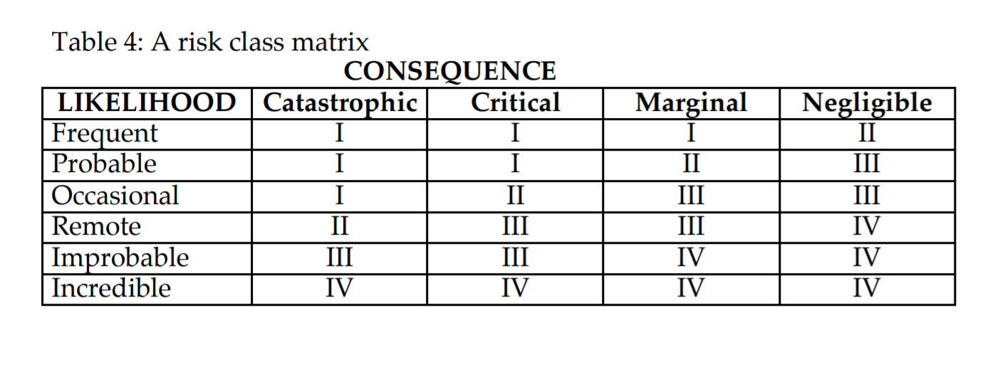 Table 4: A risk class matrix
CONSEQUENCE
LIKELIHOOD Catastrophic Critical Marginal Negligible
Frequent I I I II
Probable I I II III
Occasional I II III III
Remote II III III IV
Improbable III III IV IV
Incredible IV IV IV IV